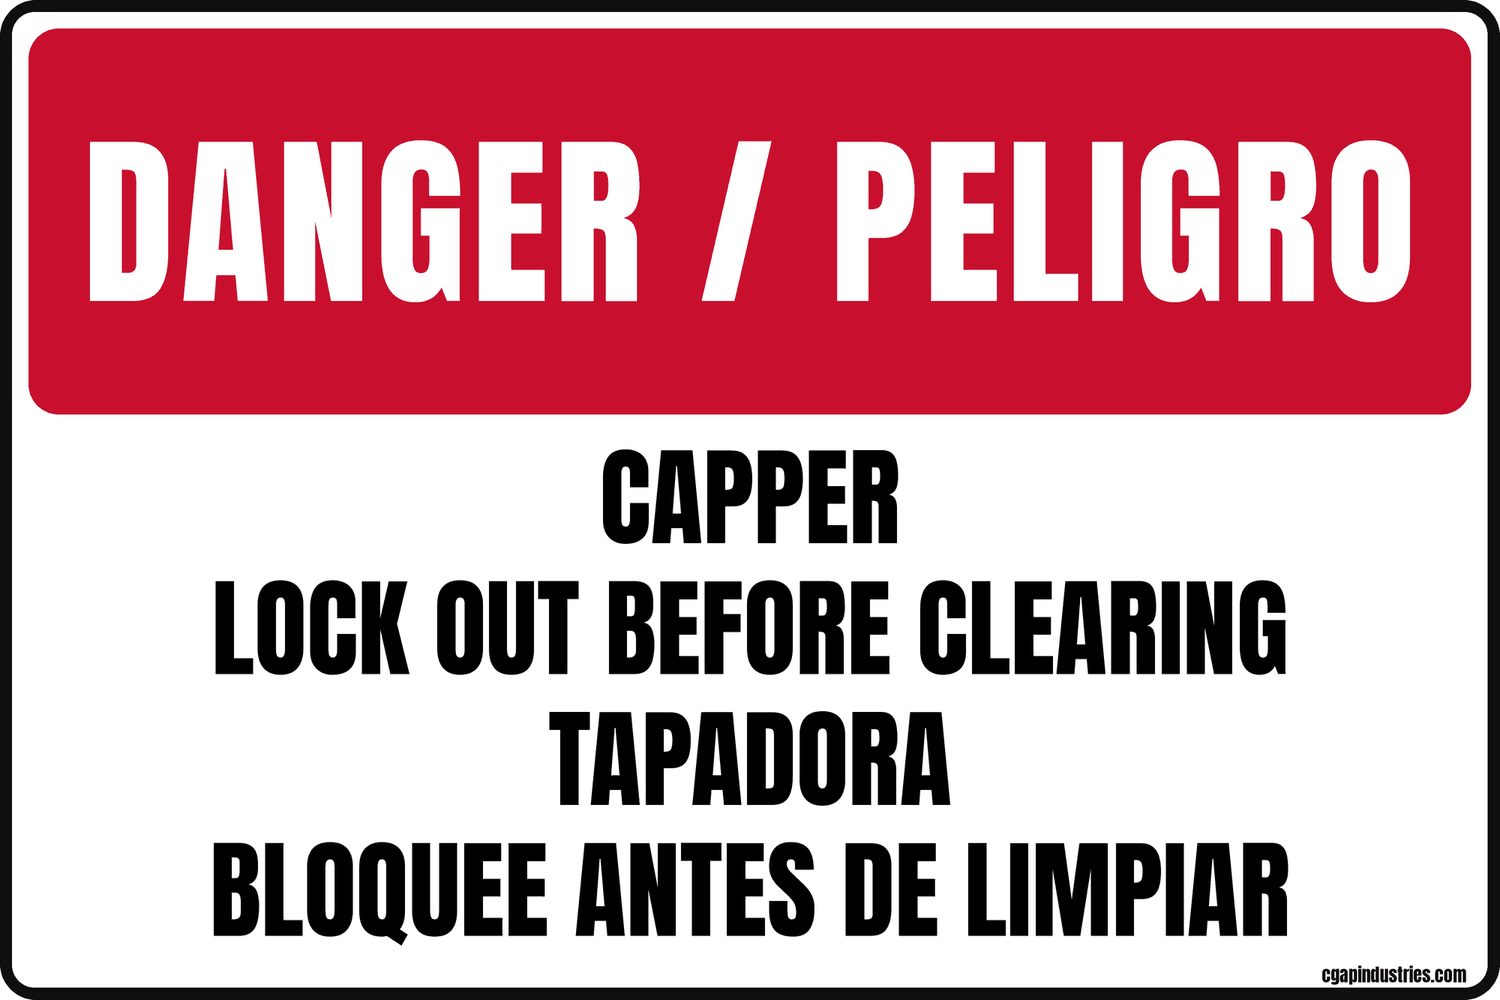 DANGER / PELIGRO
CAPPER
LOCK OUT BEFORE CLEARING
TAPADORA
BLOQUEE ANTES DE LIMPIAR
cgapindustries.com